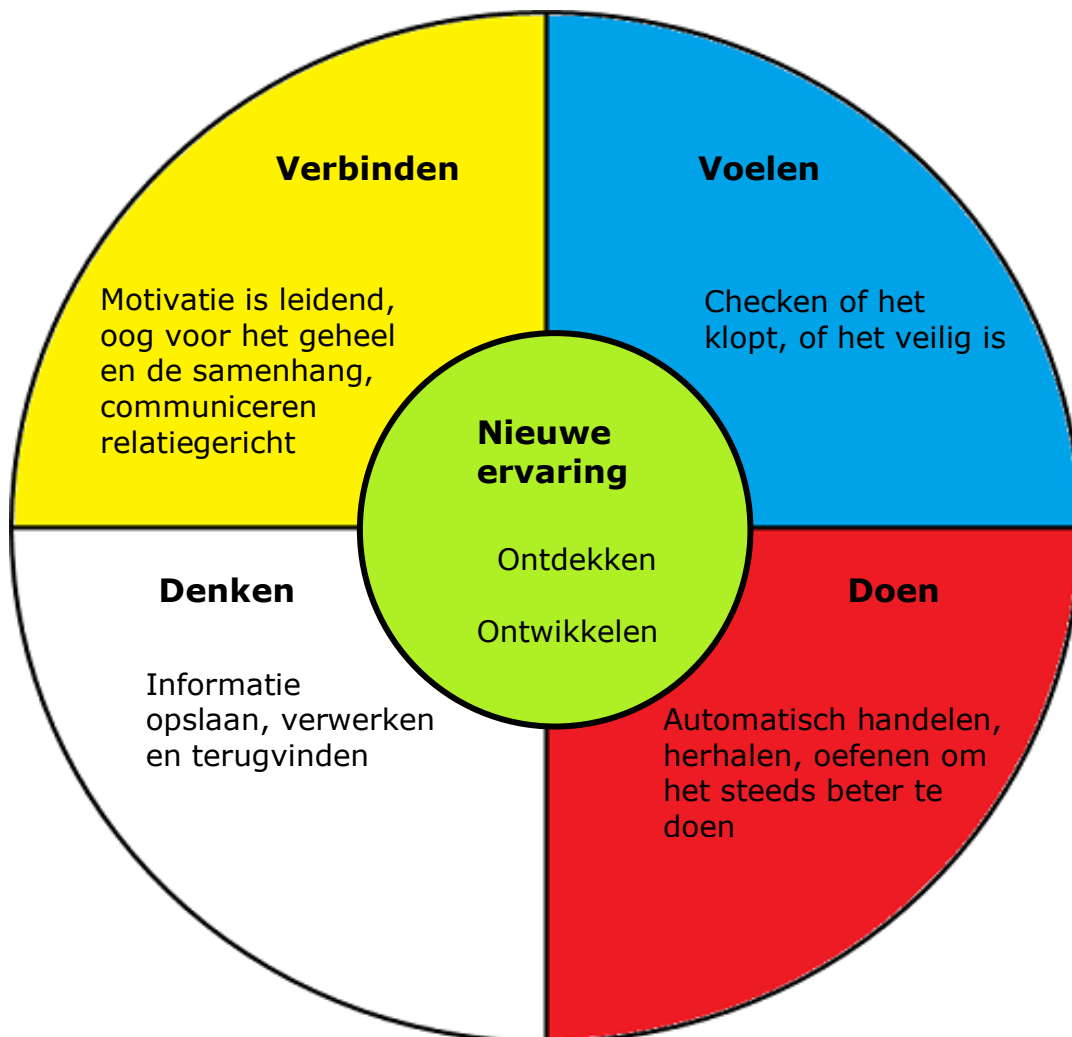 Verbinden
Motivatie is leidend,
oog voor het geheel
en de samenhang,
communiceren
relatiegericht
Voelen
Checken of het
klopt, of het veilig is
Nieuwe
ervaring
Ontdekken
Ontwikkelen
Denken
Informatie
opslaan, verwerken
en terugvinden
Doen
Automatisch handelen,
herhalen, oefenen om
het steeds beter te
doen